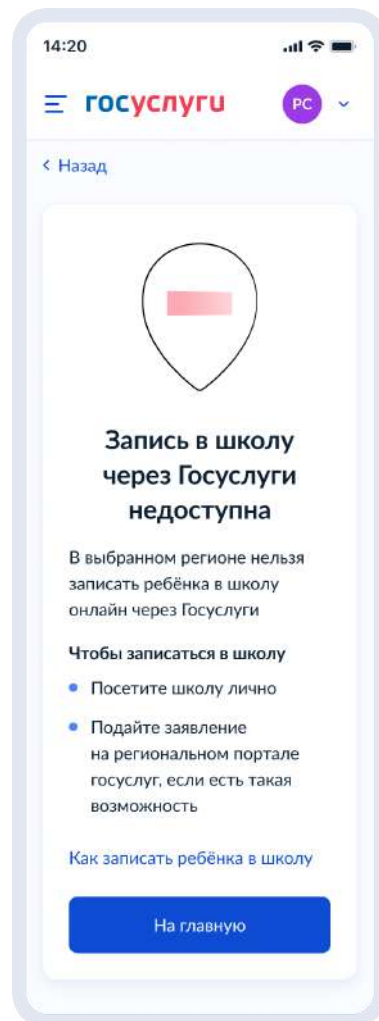 14:20
госуслуги
РС
Назад
Запись в школу
через Госуслуги
недоступна
В выбранном регионе нельзя
записать ребёнка в школу
онлайн через Госуслуги
Чтобы записаться в школу
Посетите школу лично
Подайте заявление
на региональном портале
госуслуг, если есть такая
возможность
Как записать ребёнка в школу
На главную